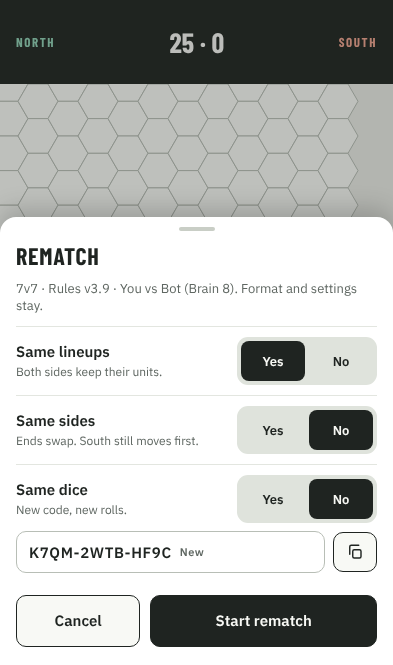 NORTH 25 · 0 SOUTH
REMATCH
7v7 · Rules v3.9 · You vs Bot (Brain 8). Format and settings
stay.
Same lineups
Both sides keep their units.
Yes No
Same sides
Ends swap. South still moves first.
Yes No
Same dice
New code, new rolls.
Yes No
K7QM-2WTB-HF9C New
Cancel Start rematch